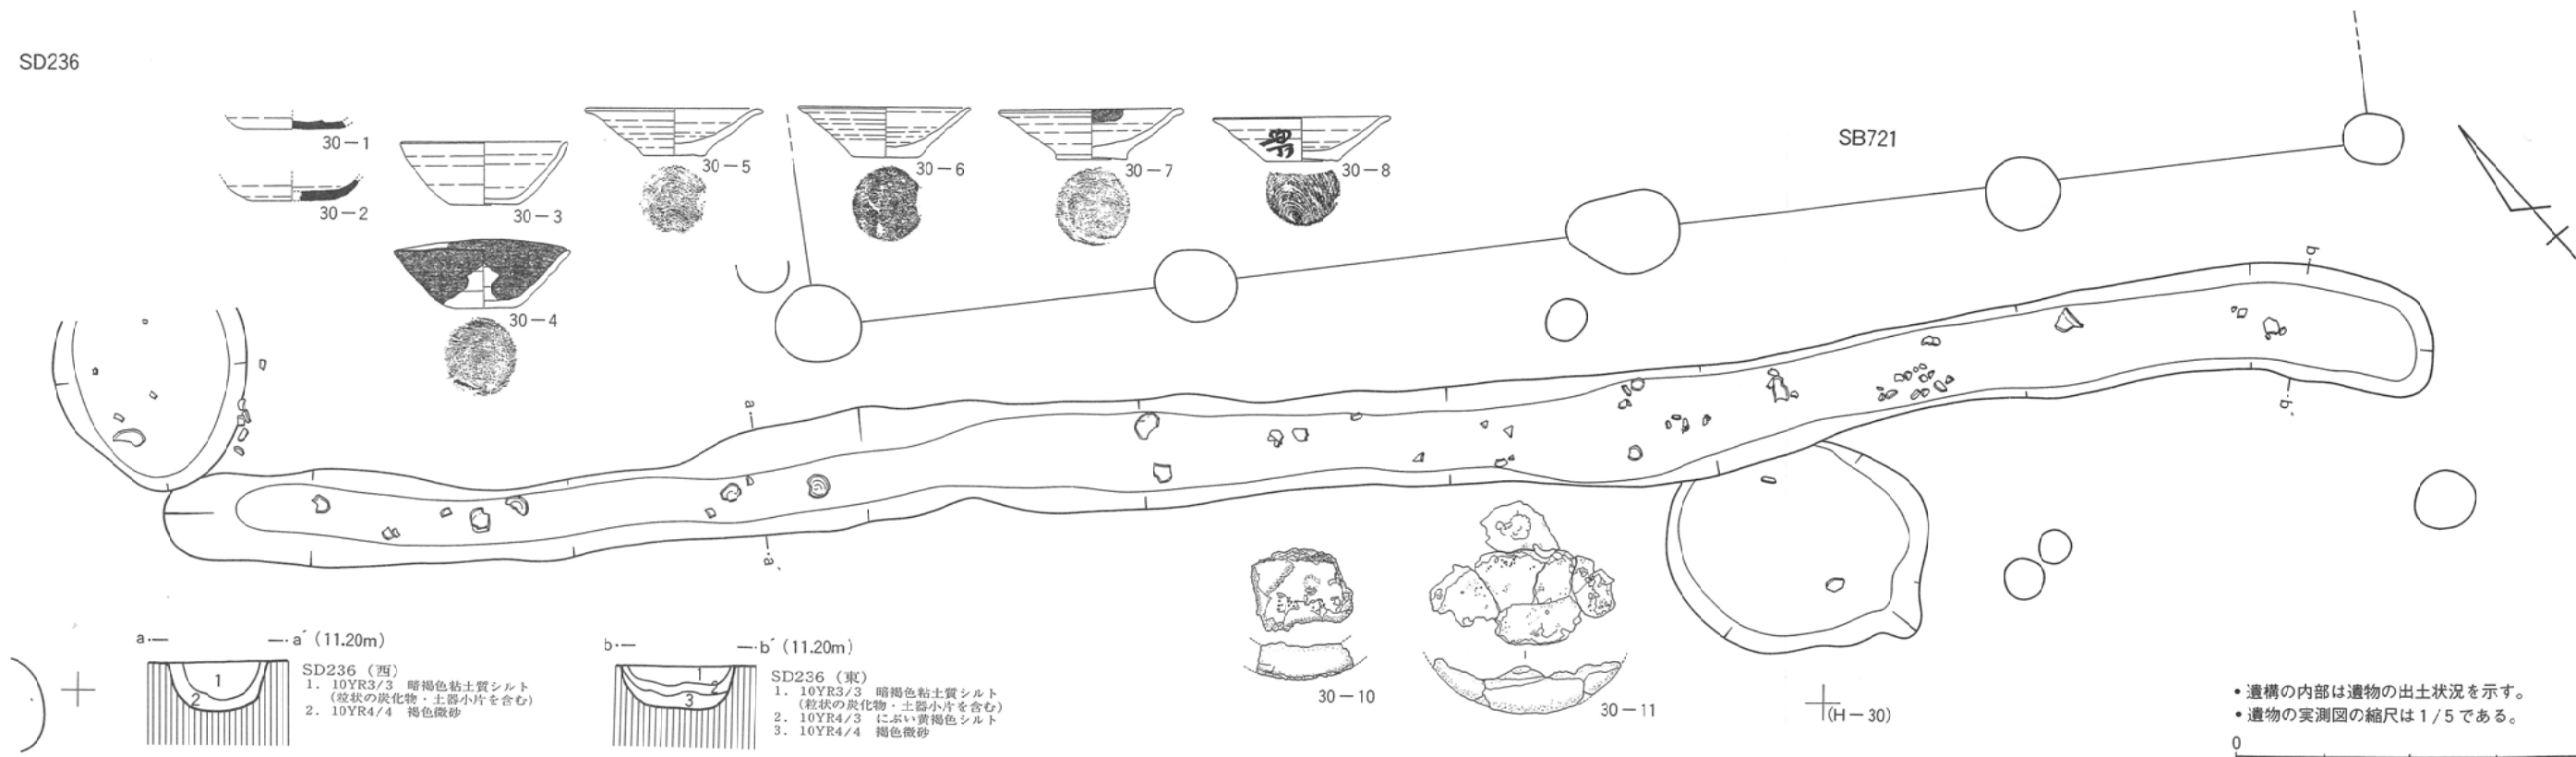 SD236
30-1
30-2
30-3
30-4
30-5
30-6
30-7
30-8
SB721
b
b´
a
a´
30-10
30-11
a
a´ (11.20m)
1
2
SD236 (西)
1. 10YR3/3 暗褐色粘土質シルト
(粒状の炭化物・土器小片を含む)
2. 10YR4/4 褐色微砂
b
b´ (11.20m)
1
2
3
SD236 (東)
1. 10YR3/3 暗褐色粘土質シルト
(粒状の炭化物・土器小片を含む)
2. 10YR4/3 にぶい黄褐色シルト
3. 10YR4/4 褐色微砂
(H-30)
• 遺構の内部は遺物の出土状況を示す。
• 遺物の実測図の縮尺は1/5である。
0